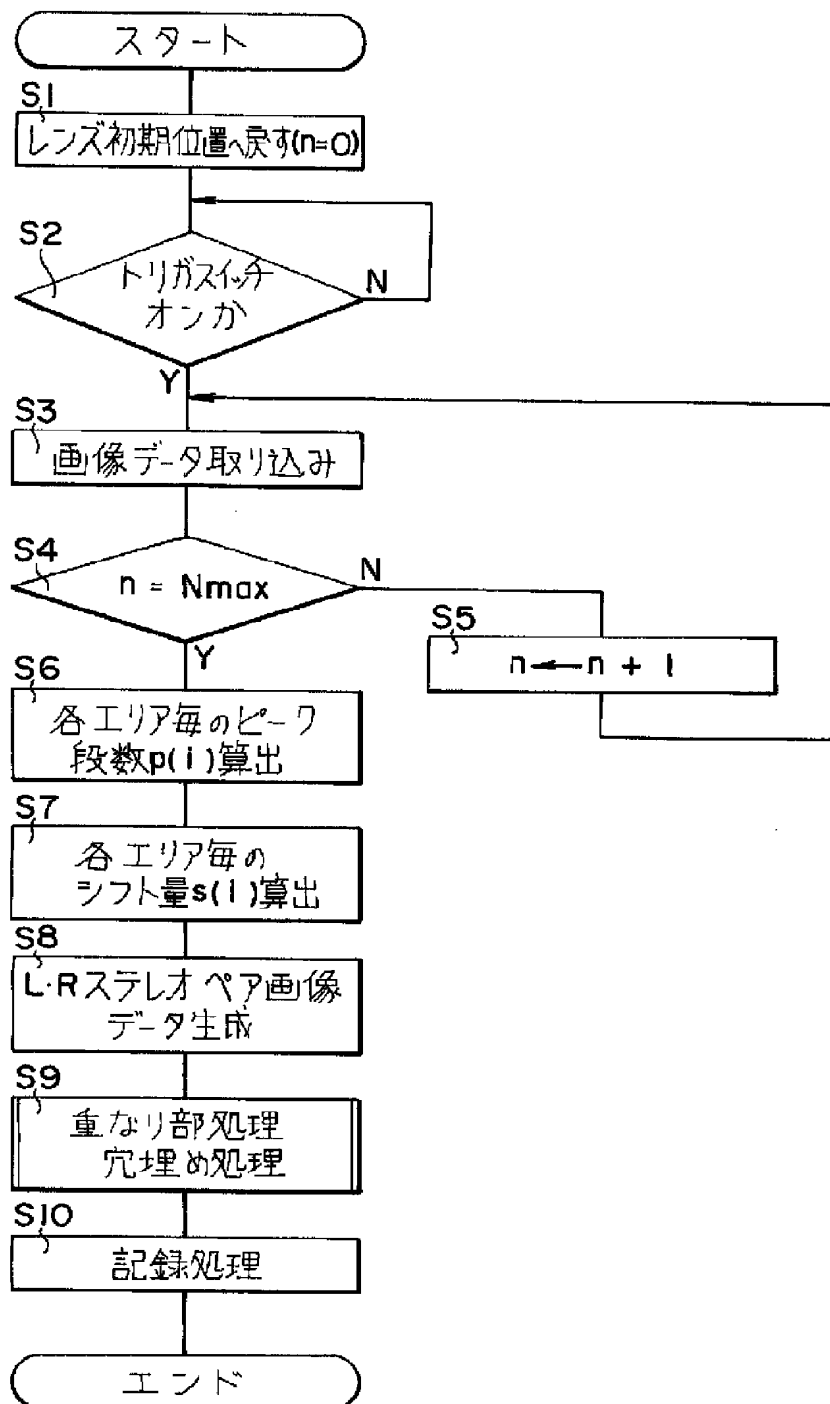 スタート
S1
レンズ初期位置へ戻す(n=0)
S2
トリガスイッチ
オンか
N
Y
S3
画像データ取り込み
S4
n = Nmax
N
Y
S5
n←n + 1
S6
各エリア毎のピーク
段数p(i)算出
S7
各エリア毎の
シフト量s(i)算出
S8
L・Rステレオペア画像
データ生成
S9
重なり部処理
穴埋め処理
S10
記録処理
エンド